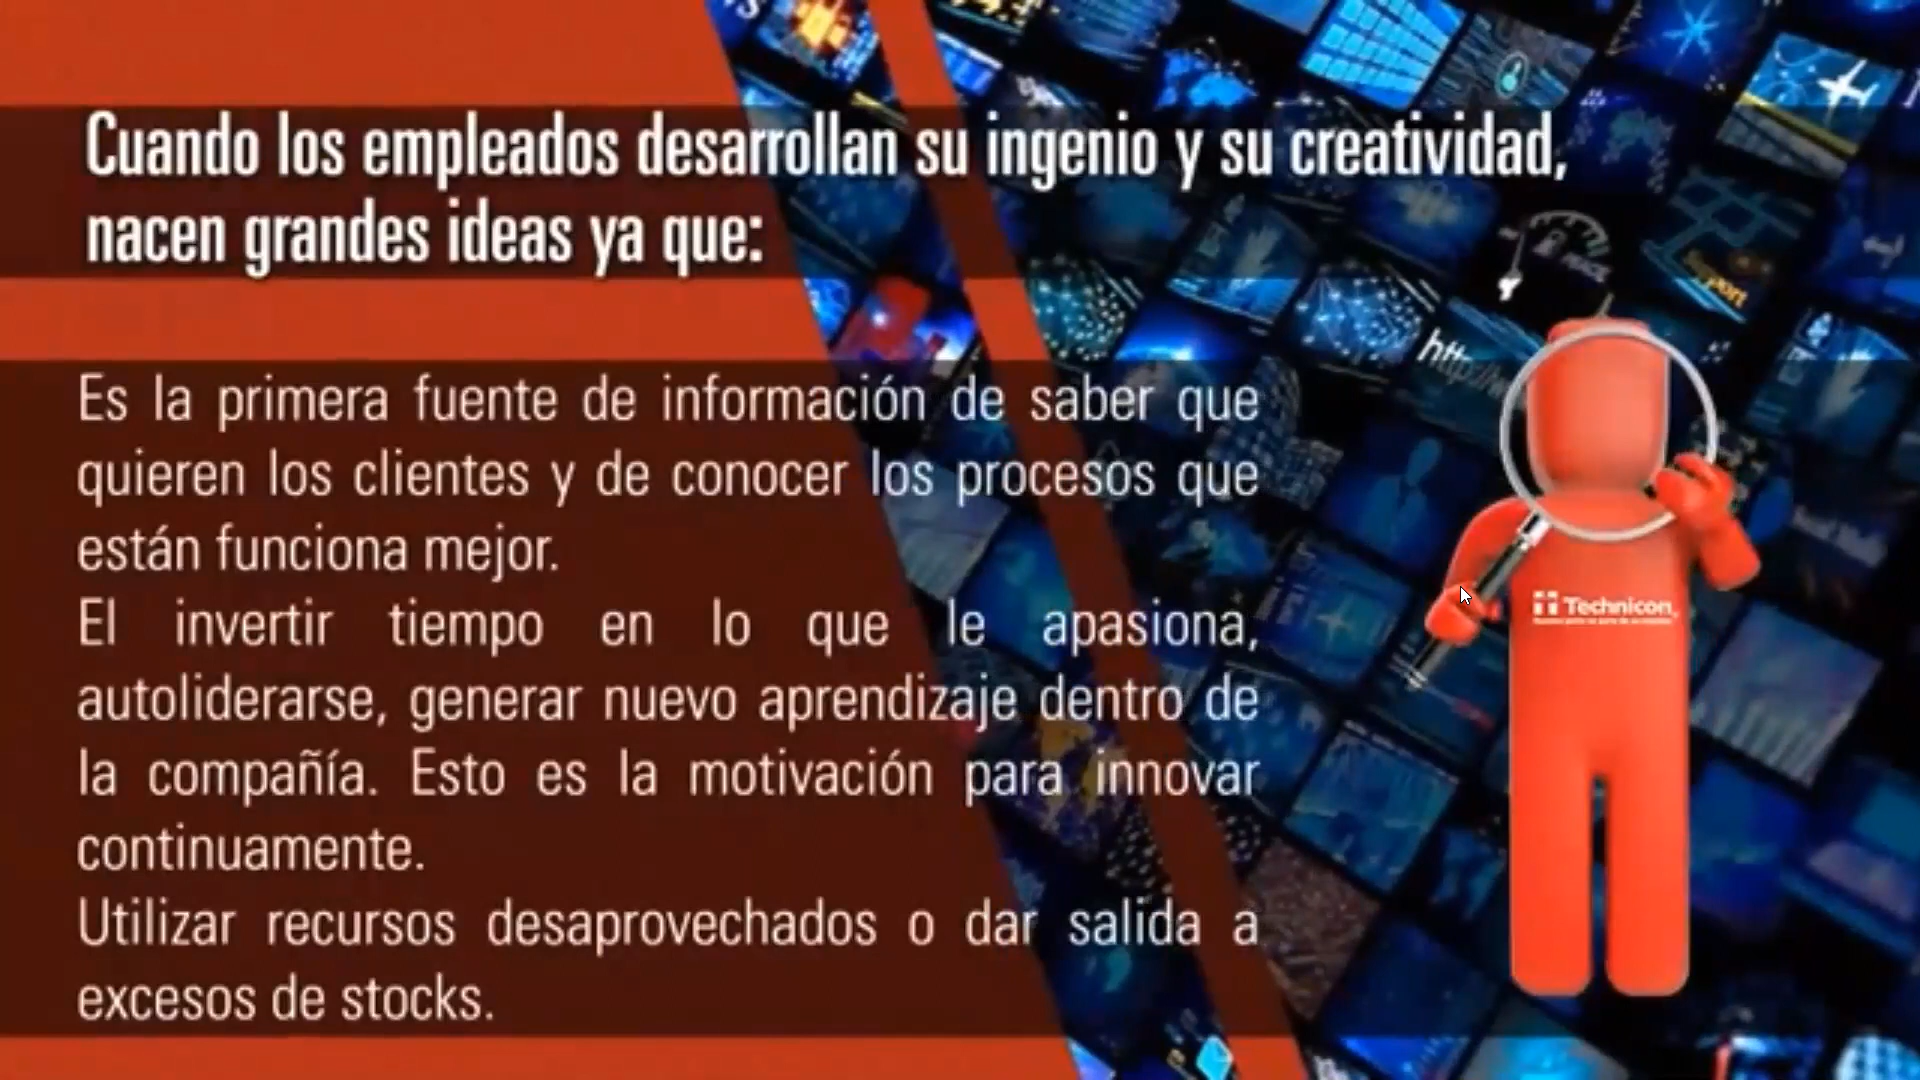 Cuando los empleados desarrollan su ingenio y su creatividad,
nacen grandes ideas ya que:
Es la primera fuente de información de saber que
quieren los clientes y de conocer los procesos que
están funciona mejor.
El invertir tiempo en lo que le apasiona,
autoliderarse, generar nuevo aprendizaje dentro de
la compañía. Esto es la motivación para innovar
continuamente.
Utilizar recursos desaprovechados o dar salida a
excesos de stocks.
http://
Technicon